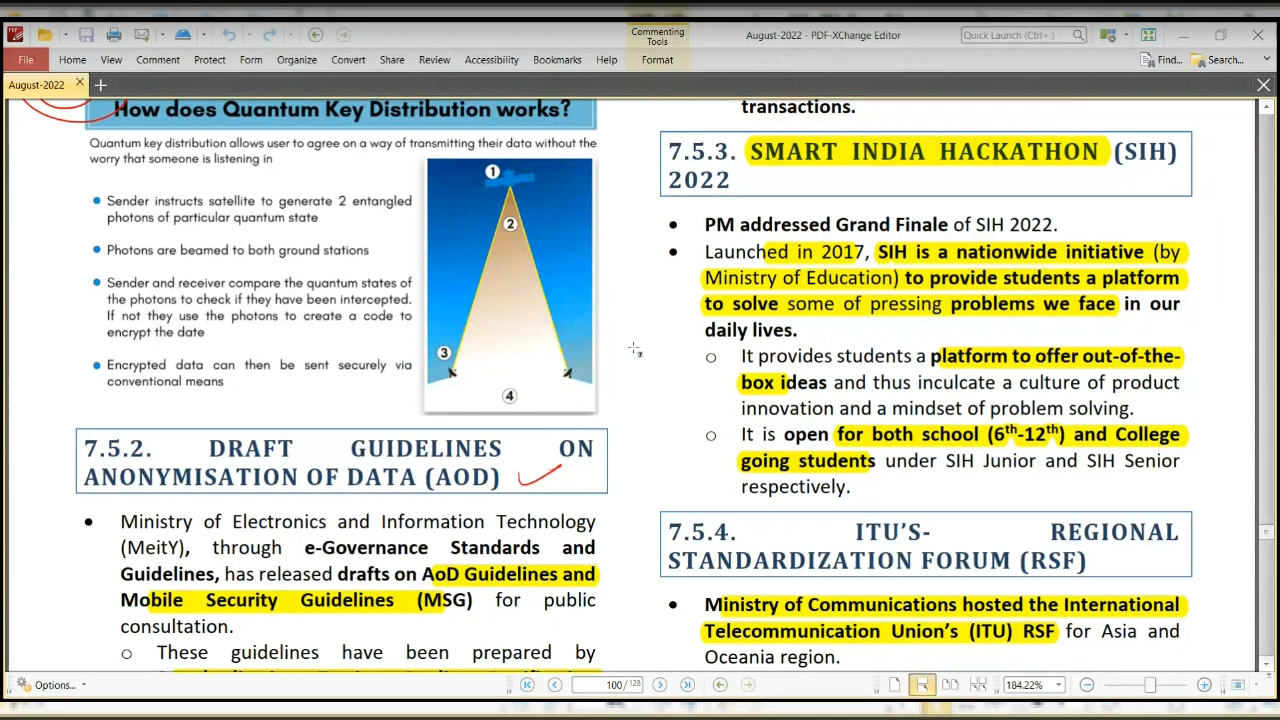 Commenting Tools
August-2022 - PDF-XChange Editor
Quick Launch (Ctrl+.)
File Home View Comment Protect Form Organize Convert Share Review Accessibility Bookmarks Help Format Find... Search...
August-2022
How does Quantum Key Distribution works?
Quantum key distribution allows user to agree on a way of transmitting their data without the
worry that someone is listening in
Sender instructs satellite to generate 2 entangled
photons of particular quantum state
Photons are beamed to both ground stations
Sender and receiver compare the quantum states of
the photons to check if they have been intercepted.
If not they use the photons to create a code to
encrypt the date
Encrypted data can then be sent securely via
conventional means
1
2
3
4
7.5.2. DRAFT GUIDELINES ON
ANONYMISATION OF DATA (AOD)
Ministry of Electronics and Information Technology
(MeitY), through e-Governance Standards and
Guidelines, has released drafts on AoD Guidelines and
Mobile Security Guidelines (MSG) for public
consultation.
These guidelines have been prepared by
transactions.
7.5.3. SMART INDIA HACKATHON (SIH)
2022
PM addressed Grand Finale of SIH 2022.
Launched in 2017, SIH is a nationwide initiative (by
Ministry of Education) to provide students a platform
to solve some of pressing problems we face in our
daily lives.
It provides students a platform to offer out-of-the-
box ideas and thus inculcate a culture of product
innovation and a mindset of problem solving.
It is open for both school (6th-12th) and College
going students under SIH Junior and SIH Senior
respectively.
7.5.4. ITU’S- REGIONAL
STANDARDIZATION FORUM (RSF)
Ministry of Communications hosted the International
Telecommunication Union’s (ITU) RSF for Asia and
Oceania region.
Options...
100 / 128
184.22%